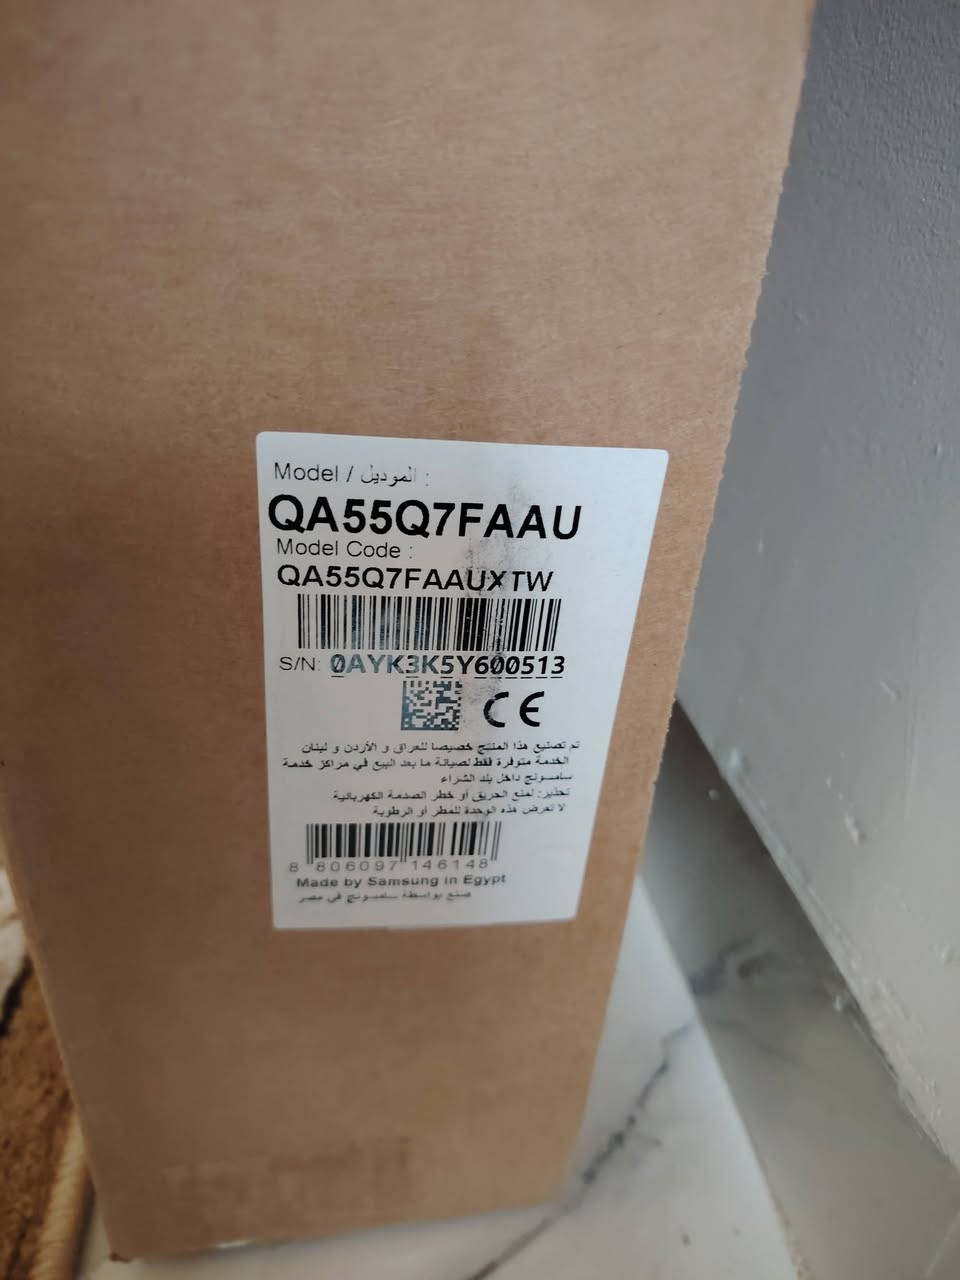 Model / الموديل :
QA55Q7FAAU
Model Code :
QA55Q7FAAUXTW
S/N: 0AYK3K5Y600513
CE
تم تصنيع هذا المنتج خصيصا للعراق و الأردن و لبنان
الخدمة متوفرة فقط لصيانة ما بعد البيع في مراكز خدمة
سامسونج داخل بلد الشراء
تحذير: لمنع الحريق أو خطر الصدمة الكهربائية
لا تعرض هذه الوحدة للمطر أو الرطوبة
8 806097 146148
Made by Samsung in Egypt
صنع بواسطة سامسونج في مصر